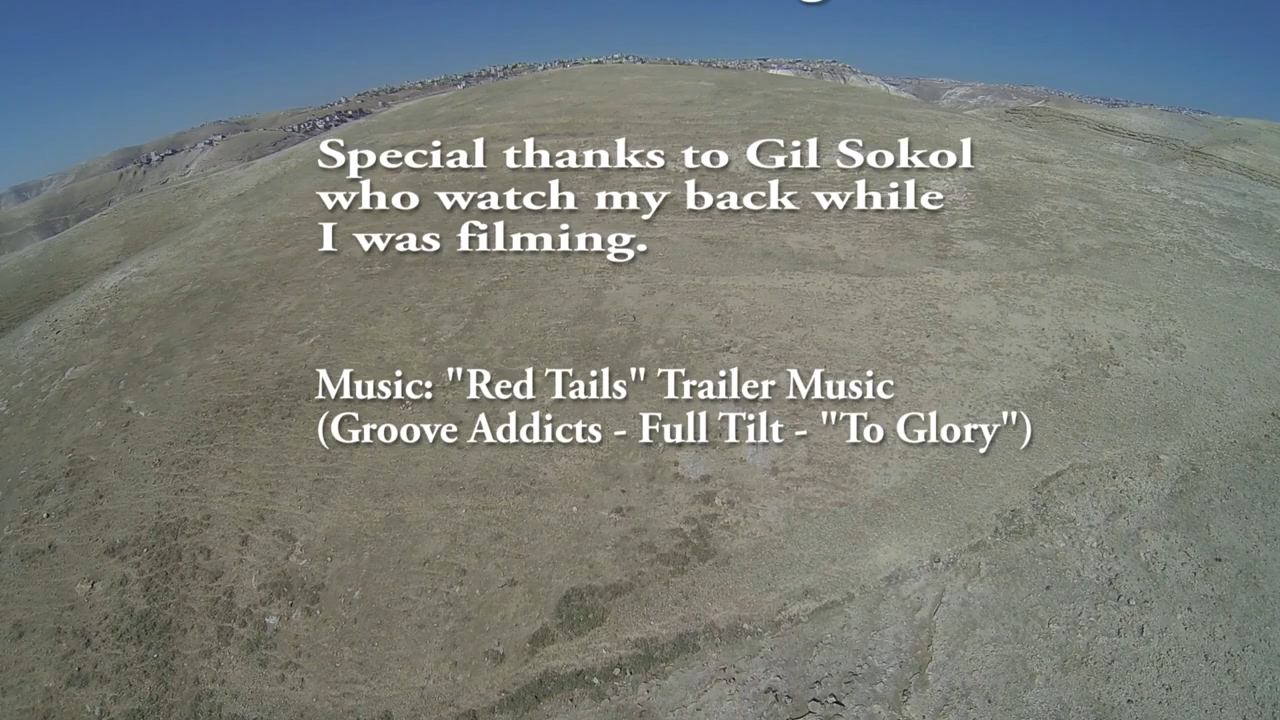 Special thanks to Gil Sokol
who watch my back while
I was filming.
Music: "Red Tails" Trailer Music
(Groove Addicts - Full Tilt - "To Glory")